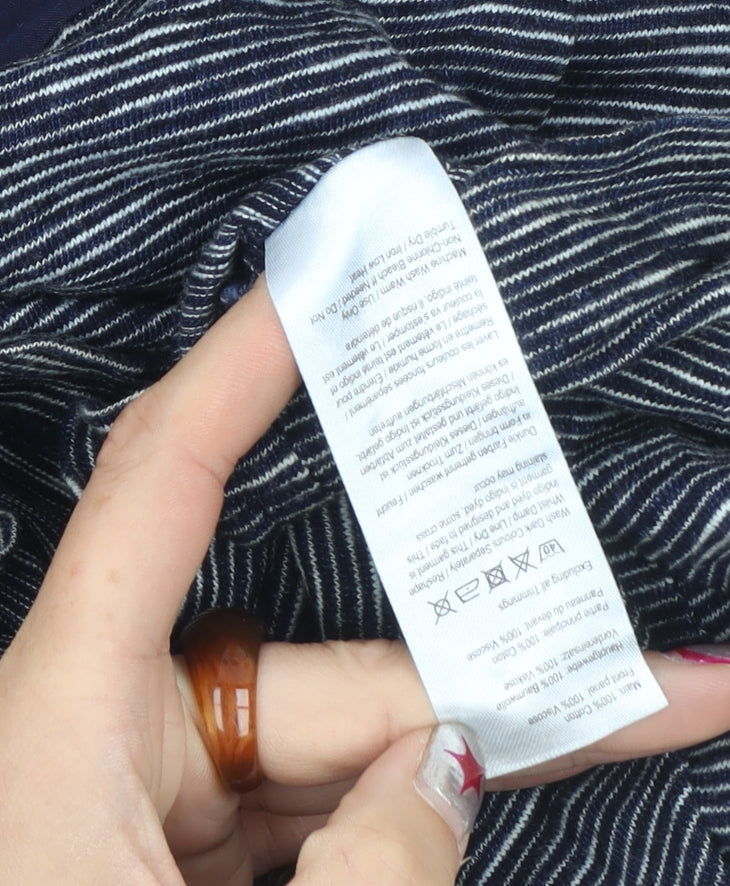 Main: 100% Cotton
Front panel: 100% Viscose
Hauptgewebe: 100% Baumwolle
Vordereinsatz: 100% Viskose
Partie principale: 100% Coton
Panneau du devant: 100% Viscose
Excluding all Trimmings
40
Wash Dark Colours Separately / Reshape
Whilst Damp / Line Dry / This garment is
indigo dyed and designed to fade / This
garment is indigo dyed, some cross
staining may occur
Dunkle Farben getrennt waschen / Feucht
in Form bringen / Zum Trocknen
aufhängen / Dieses Kleidungsstück ist
indigo gefärbt und gestaltet zum Abfärben
/ Dieses Kleidungsstück ist Indigo gefärbt,
es können Mischfärbungen auftreten
Laver les couleurs foncées séparément /
Remettre en forme humide / Étendre pour
séchage / Le vêtement est teinté indigo et
la couleur va s'estomper / Le vêtement est
teinté indigo, il risque de déteindre
Machine Wash Warm / Use Only
Non-Chlorine Bleach If Needed / Do Not
Tumble Dry / Iron Low Heat